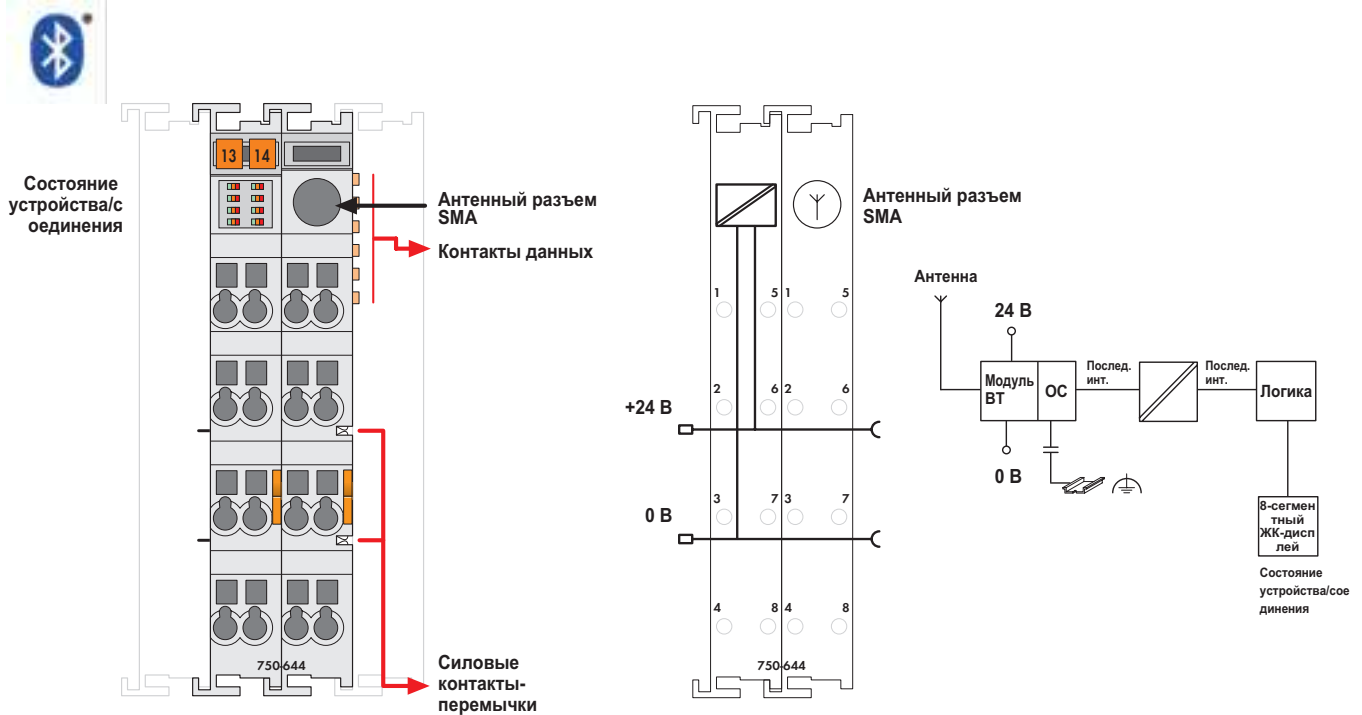 13 14
Состояние
устройства/с
оединения
Антенный разъем
SMA
Контакты данных
750-644
Силовые
контакты-
перемычки
Антенный разъем
SMA
1 5 1 5
2 6 2 6
+24 В
3 7 3 7
0 В
4 8 4 8
750-644
Антенна
24 В
Модуль
BT
ОС
Послед.
инт.
Послед.
инт.
Логика
0 В
8-сегмен
тный
ЖК-дисп
лей
Состояние
устройства/сое
динения